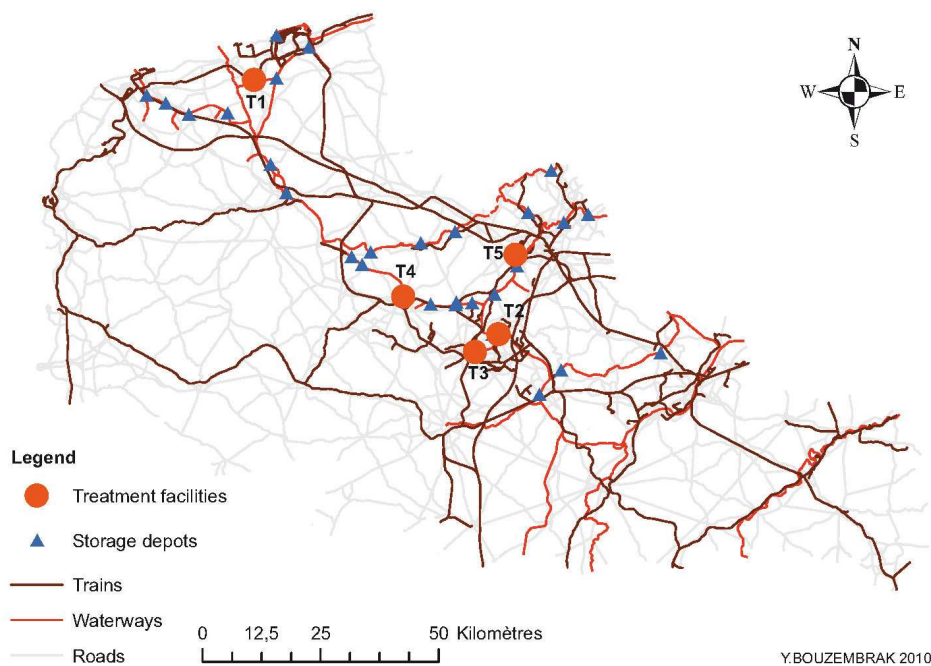 N
W E
S
T1
T5
T4
T2
T3
Legend
Treatment facilities
Storage depots
Trains
Waterways
Roads
0 12,5 25 50 Kilomètres
Y.BOUZEMBRAK 2010